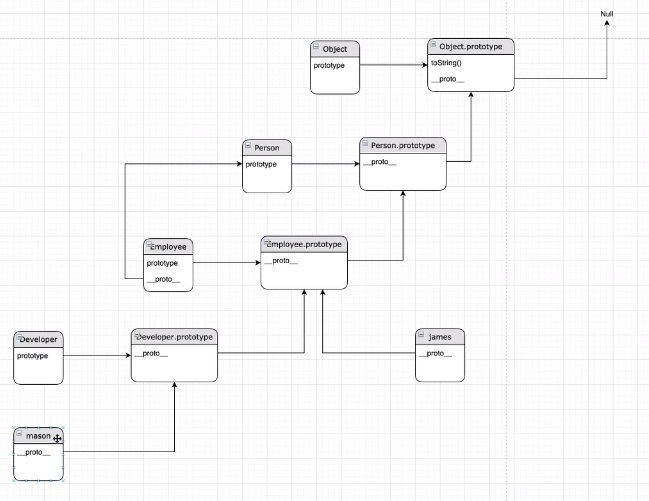 Null
Object
prototype
Object.prototype
toString()
__proto__
Person
prototype
Person.prototype
__proto__
Employee
prototype
__proto__
Employee.prototype
__proto__
Developer
prototype
Developer.prototype
__proto__
james
__proto__
mason
__proto__